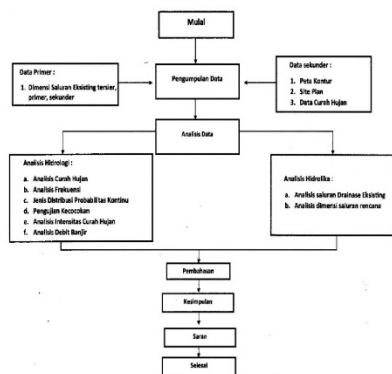 Mulai
Data Primer :
1. Dimensi Saluran Eksisting tersier,
primer, sekunder
Pengumpulan Data
Data sekunder :
1. Peta Kontur
2. Site Plan
3. Data Curah Hujan
Analisis Data
Analisis Hidrologi :
a. Analisis Curah Hujan
b. Analisis Frekuensi
c. Jenis Distribusi Probabilitas Kontinu
d. Pengujian Kecocokan
e. Analisis Intensitas Curah Hujan
f. Analisis Debit Banjir
Analisis Hidrolika :
a. Analisis saluran Drainase Eksisting
b. Analisis dimensi saluran rencana
Pembahasan
Kesimpulan
Saran
Selesai